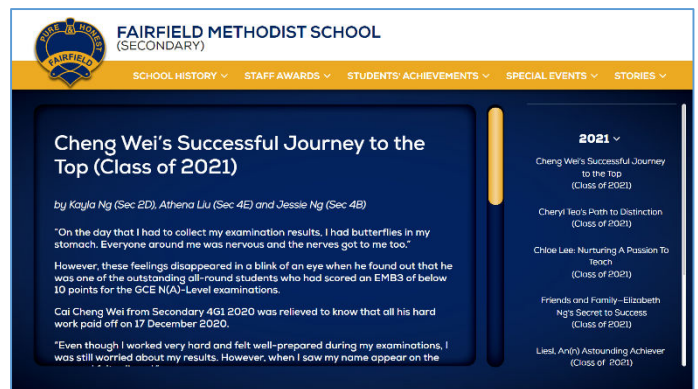 PURE & HONEST
FAIRFIELD
FAIRFIELD METHODIST SCHOOL
(SECONDARY)
SCHOOL HISTORY STAFF AWARDS STUDENTS' ACHIEVEMENTS SPECIAL EVENTS STORIES
Cheng Wei's Successful Journey to the
Top (Class of 2021)
by Kayla Ng (Sec 2D), Athena Liu (Sec 4E) and Jessie Ng (Sec 4B)
"On the day that I had to collect my examination results, I had butterflies in my
stomach. Everyone around me was nervous and the nerves got to me too."
However, these feelings disappeared in a blink of an eye when he found out that he
was one of the outstanding all-round students who had scored an EMB3 of below
10 points for the GCE N(A)-Level examinations.
Cai Cheng Wei from Secondary 4G1 2020 was relieved to know that all his hard
work paid off on 17 December 2020.
"Even though I worked very hard and felt well-prepared during my examinations, I
was still worried about my results. However, when I saw my name appear on the
2021
Cheng Wei's Successful Journey
to the Top
(Class of 2021)
Cheryl Teo's Path to Distinction
(Class of 2021)
Chloe Lee: Nurturing A Passion To
Teach
(Class of 2021)
Friends and Family—Elizabeth
Ng's Secret to Success
(Class of 2021)
Liesl, An(n) Astounding Achiever
(Class of 2021)